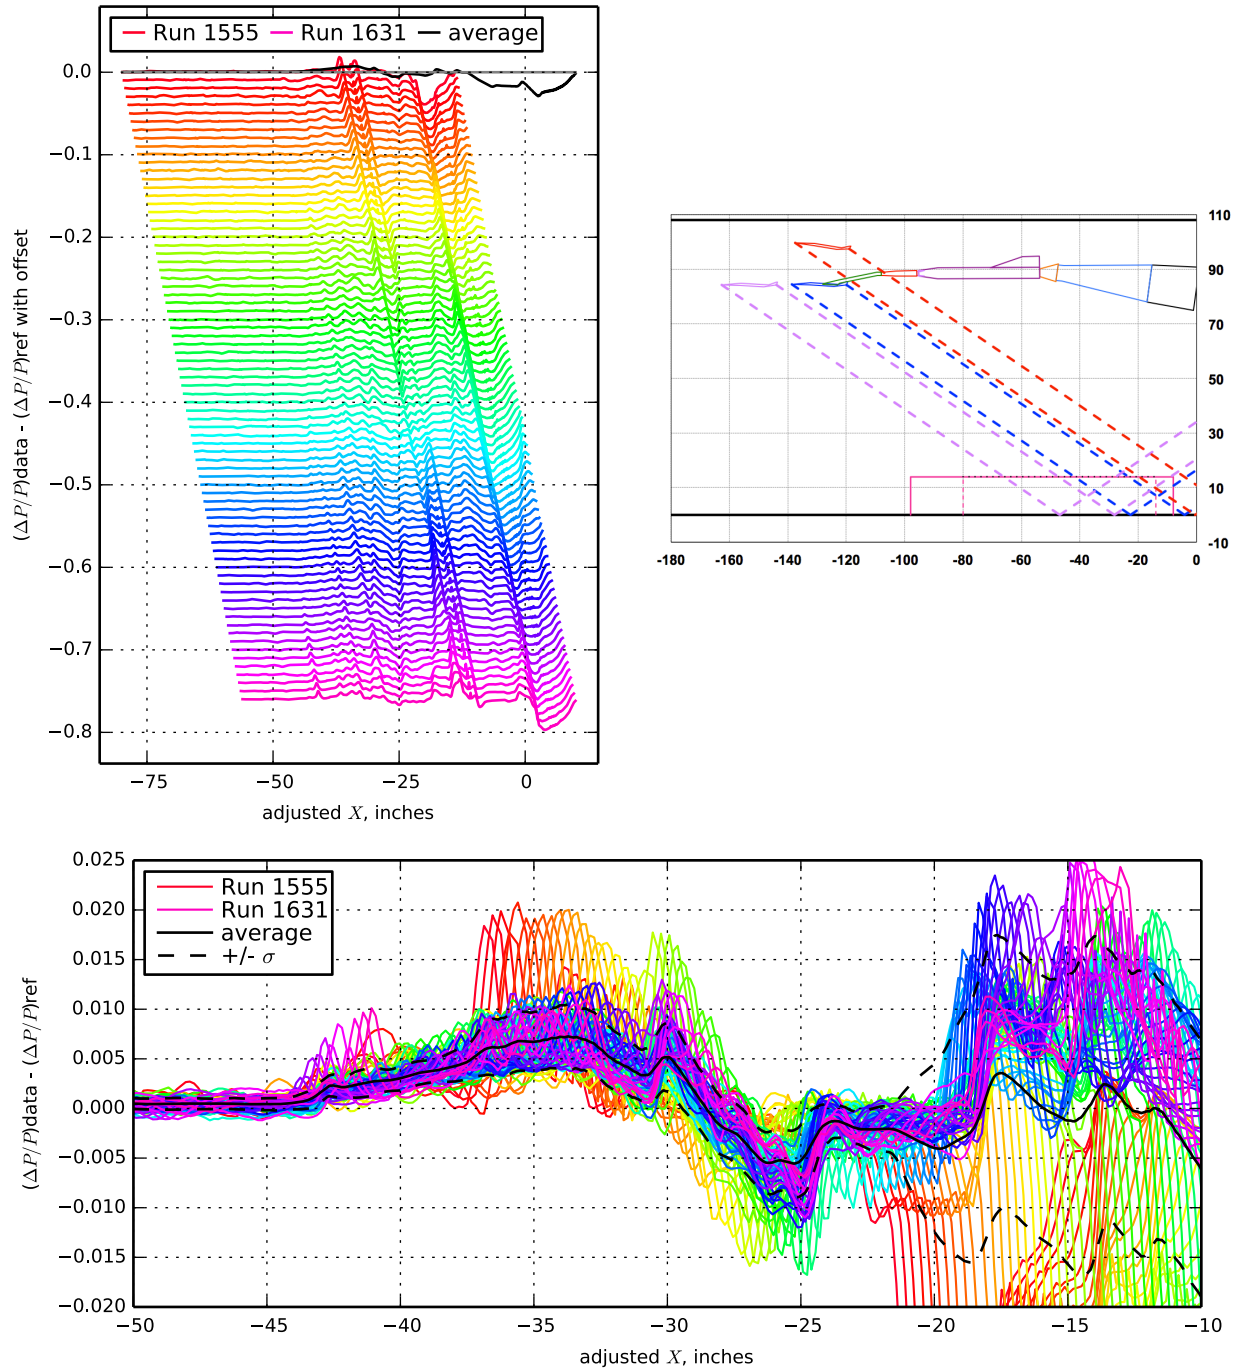 Run 1555 Run 1631 average
0.0
−0.1
−0.2
−0.3
−0.4
−0.5
−0.6
−0.7
−0.8
(ΔP/P)data - (ΔP/P)ref with offset
−75 −50 −25 0
adjusted X, inches
110
90
70
50
30
10
-10
-180 -160 -140 -120 -100 -80 -60 -40 -20 0
Run 1555
Run 1631
average
+/- σ
0.025
0.020
0.015
0.010
0.005
0.000
−0.005
−0.010
−0.015
−0.020
(ΔP/P)data - (ΔP/P)ref
−50 −45 −40 −35 −30 −25 −20 −15 −10
adjusted X, inches